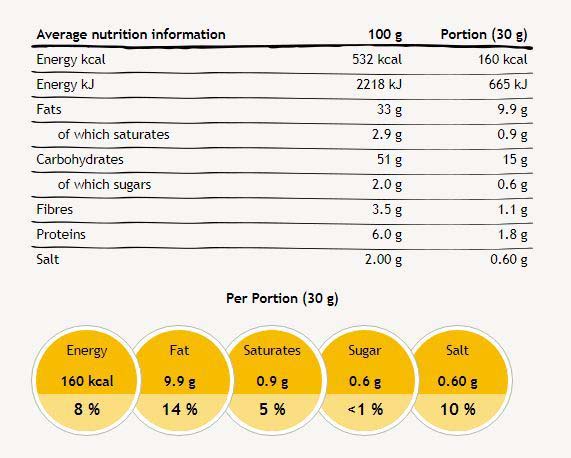 Average nutrition information 100 g Portion (30 g)
Energy kcal 532 kcal 160 kcal
Energy kJ 2218 kJ 665 kJ
Fats 33 g 9.9 g
of which saturates 2.9 g 0.9 g
Carbohydrates 51 g 15 g
of which sugars 2.0 g 0.6 g
Fibres 3.5 g 1.1 g
Proteins 6.0 g 1.8 g
Salt 2.00 g 0.60 g
Per Portion (30 g)
Energy Fat Saturates Sugar Salt
160 kcal 9.9 g 0.9 g 0.6 g 0.60 g
8 % 14 % 5 % <1 % 10 %